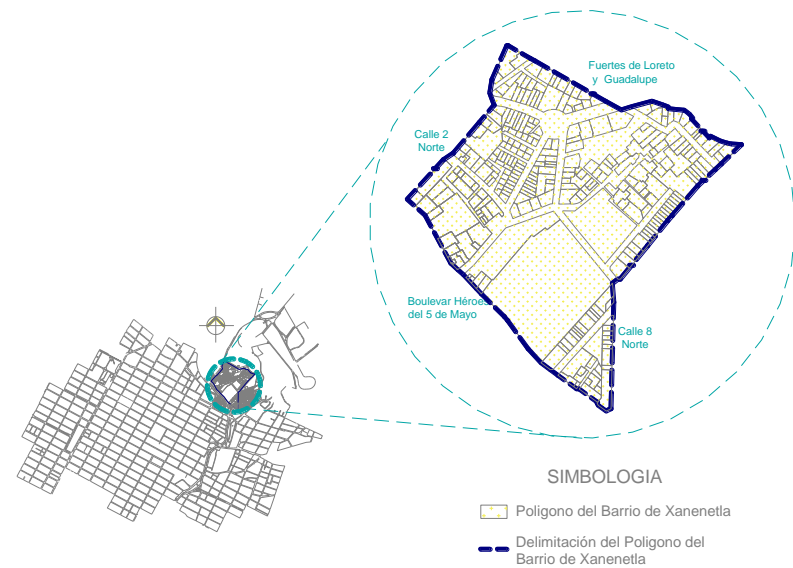 Fuertes de Loreto
y Guadalupe
Calle 2
Norte
Boulevar Héroes
del 5 de Mayo
Calle 8
Norte
SIMBOLOGIA
Poligono del Barrio de Xanenetla
Delimitación del Poligono del
Barrio de Xanenetla